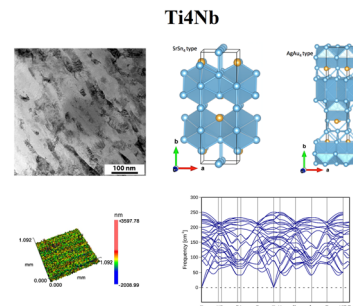 Ti4Nb
SrSn₄ type
AgAu₄ type
100 nm
b
a
b
a
nm
+3597.78
-2008.99
1.092
mm
0.000
0.000
mm
1.092
Frequency [cm⁻¹]
300
250
200
150
100
50
0